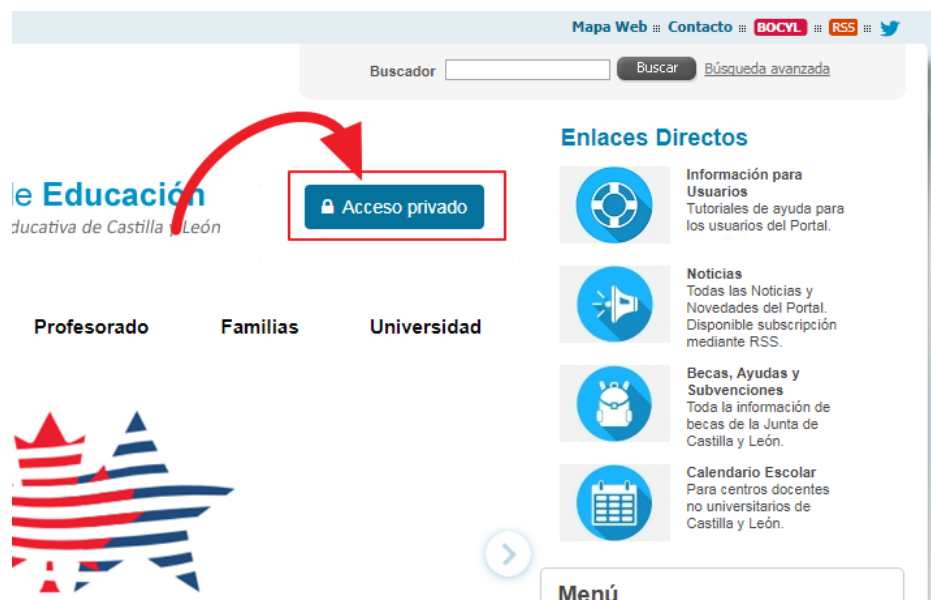 Mapa Web :: Contacto :: BOCYL :: RSS ::
Buscador Buscar Búsqueda avanzada
Enlaces Directos
Información para
Usuarios
Tutoriales de ayuda para
los usuarios del Portal.
Educación
Castilla y León
Acceso privado
Noticias
Todas las Noticias y
Novedades del Portal.
Disponible subscripción
mediante RSS.
Profesorado Familias Universidad
Becas, Ayudas y
Subvenciones
Toda la información de
becas de la Junta de
Castilla y León.
Calendario Escolar
Para centros docentes
no universitarios de
Castilla y León.
Menú